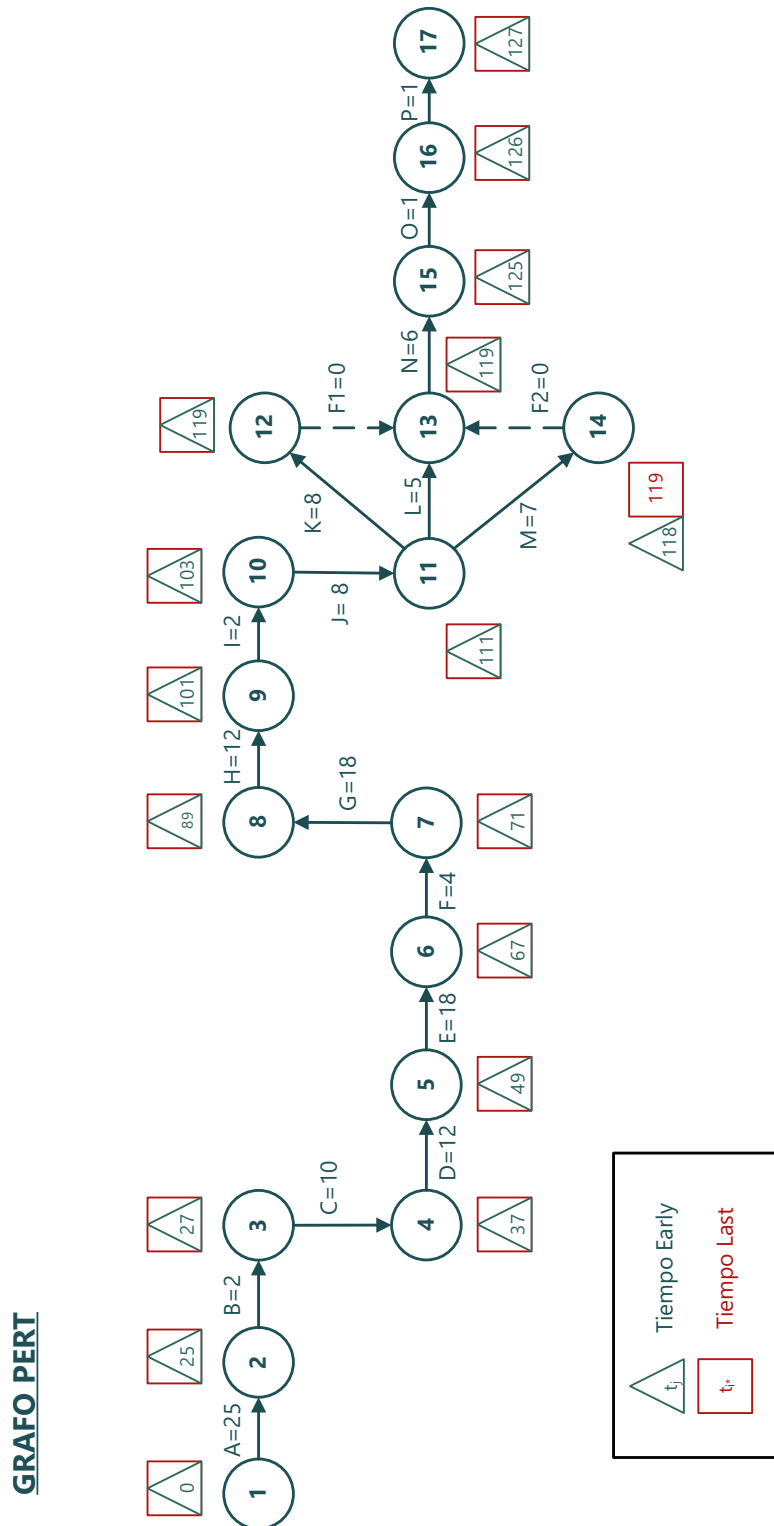 GRAFO PERT
0
1
A=25
25
2
B=2
27
3
C=10
37
4
D=12
49
5
E=18
67
6
F=4
71
7
G=18
89
8
H=12
101
9
I=2
103
10
J= 8
111
11
K=8
119
12
F1=0
L=5
13
119
M=7
14
118
119
F2=0
N=6
15
125
O=1
16
126
P=1
17
127
tj
Tiempo Early
ti*
Tiempo Last